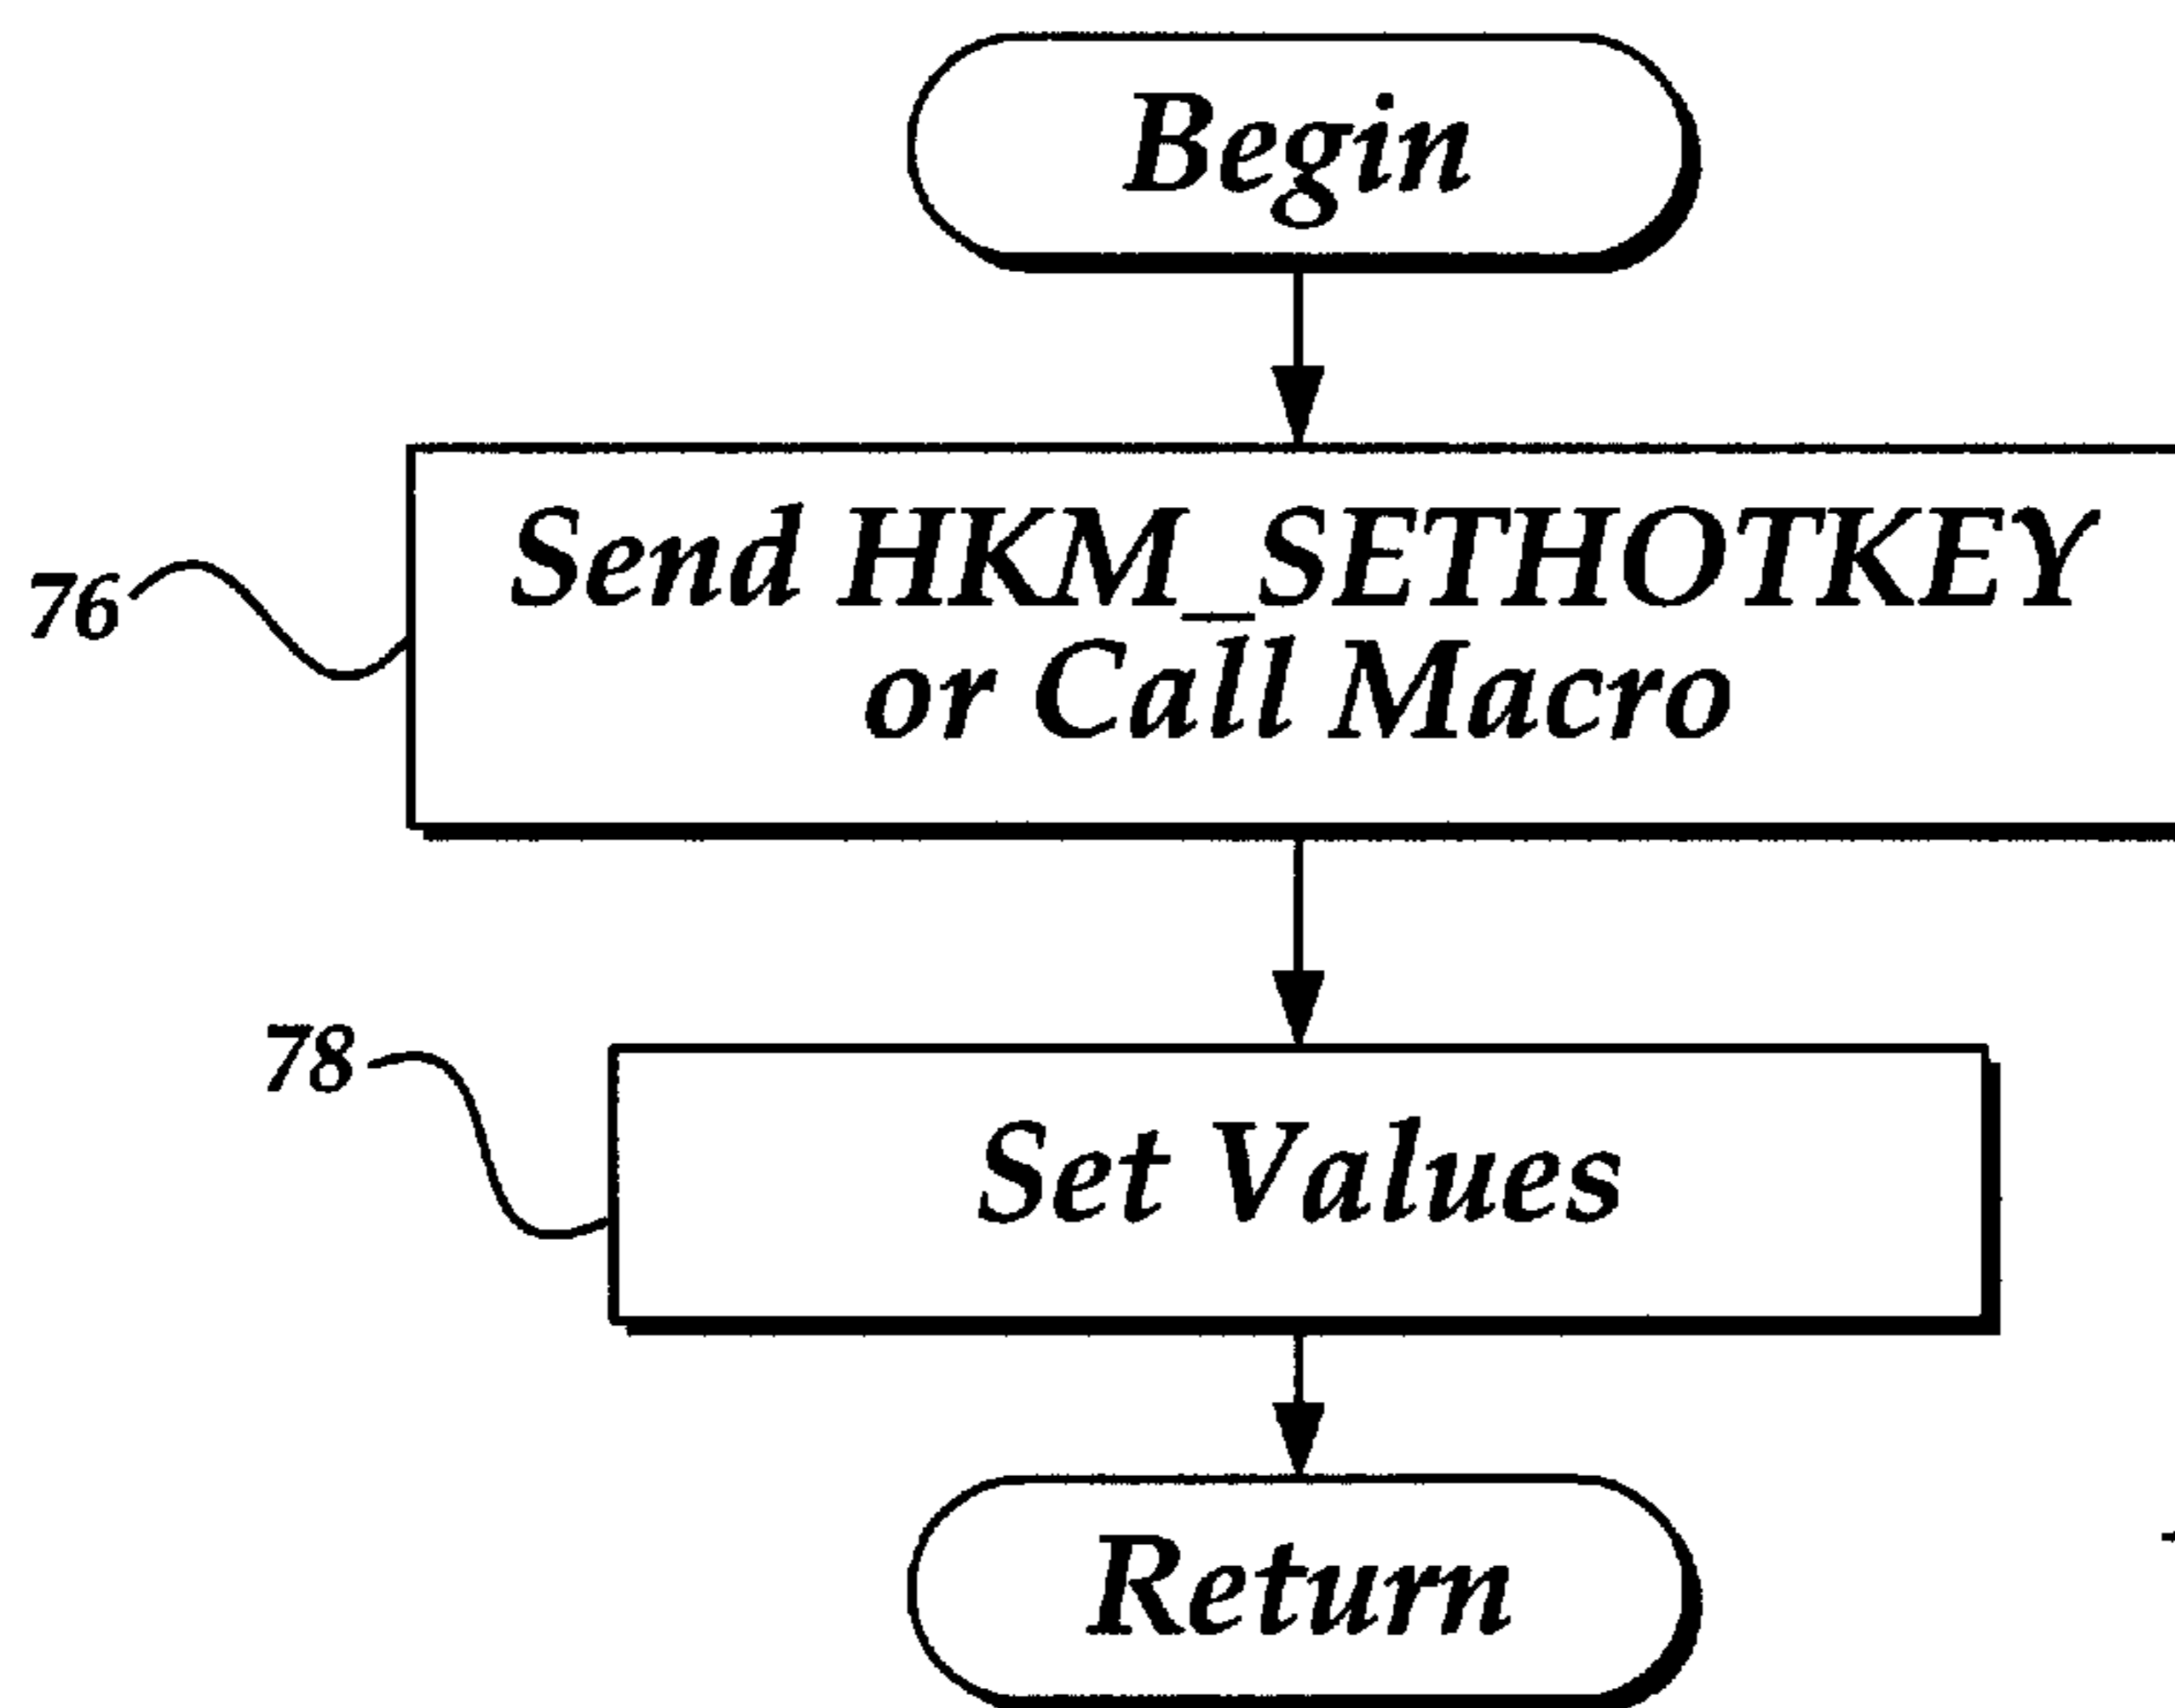 Begin
Send HKM_SETHOTKEY
or Call Macro
76
78
Set Values
Return